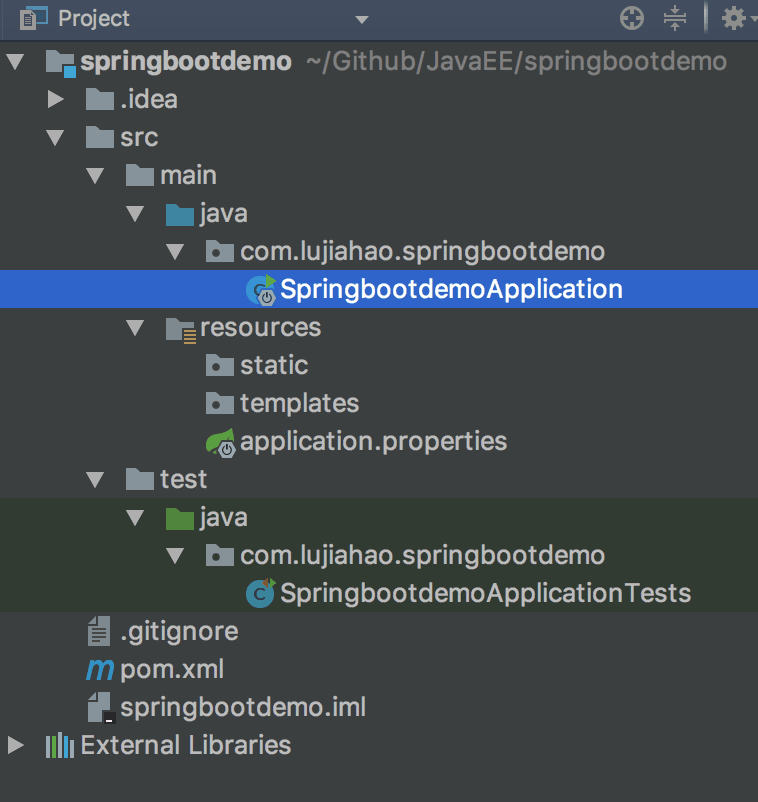 Project
springbootdemo ~/Github/JavaEE/springbootdemo
.idea
src
main
java
com.lujiahao.springbootdemo
SpringbootdemoApplication
resources
static
templates
application.properties
test
java
com.lujiahao.springbootdemo
SpringbootdemoApplicationTests
.gitignore
pom.xml
springbootdemo.iml
External Libraries